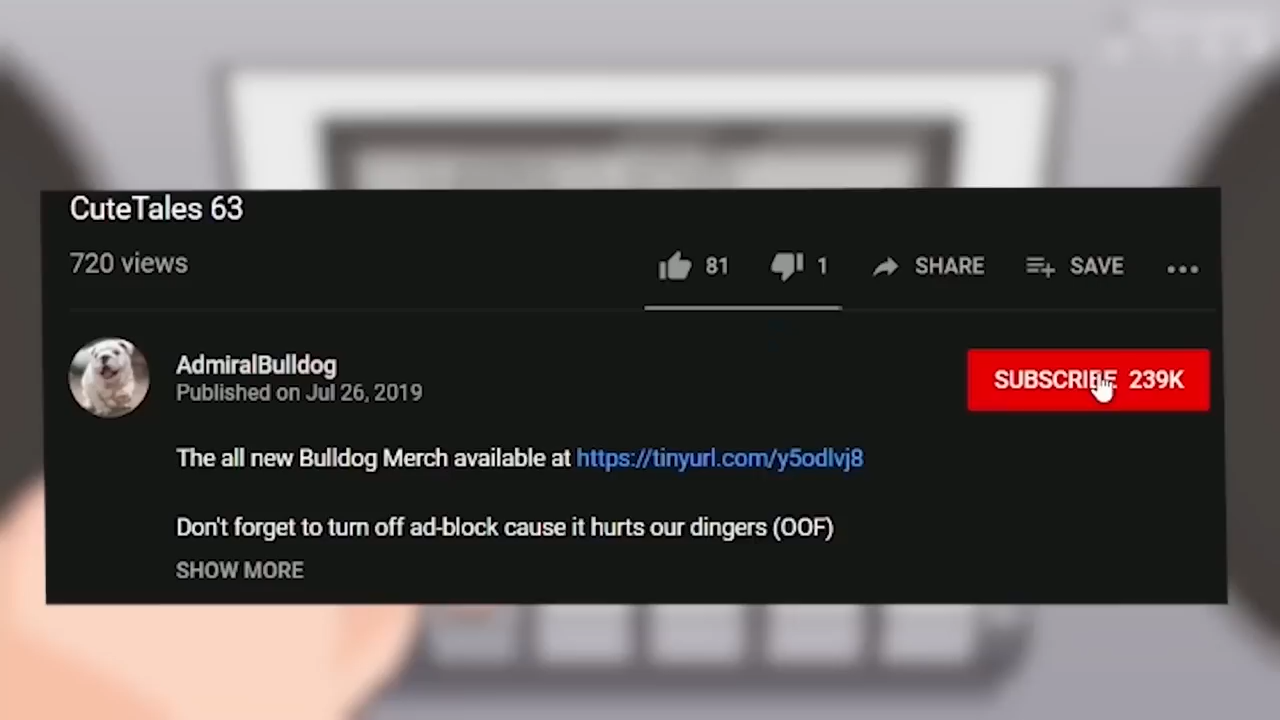 CuteTales 63
720 views
81 1 SHARE SAVE
AdmiralBulldog
Published on Jul 26, 2019
SUBSCRIBE 239K
The all new Bulldog Merch available at https://tinyurl.com/y5odlvj8
Don't forget to turn off ad-block cause it hurts our dingers (OOF)
SHOW MORE